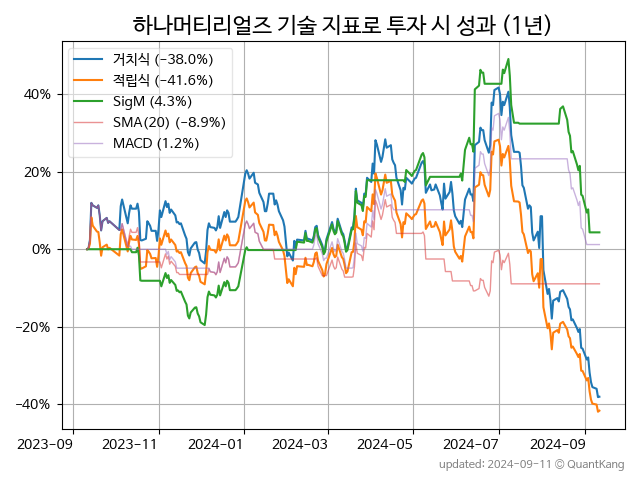 하나머티리얼즈 기술 지표로 투자 시 성과 (1년)
거치식 (−38.0%)
적립식 (−41.6%)
SigM (4.3%)
SMA(20) (−8.9%)
MACD (1.2%)
40%
20%
0%
−20%
−40%
2023-09 2023-11 2024-01 2024-03 2024-05 2024-07 2024-09
updated: 2024-09-11 © QuantKang